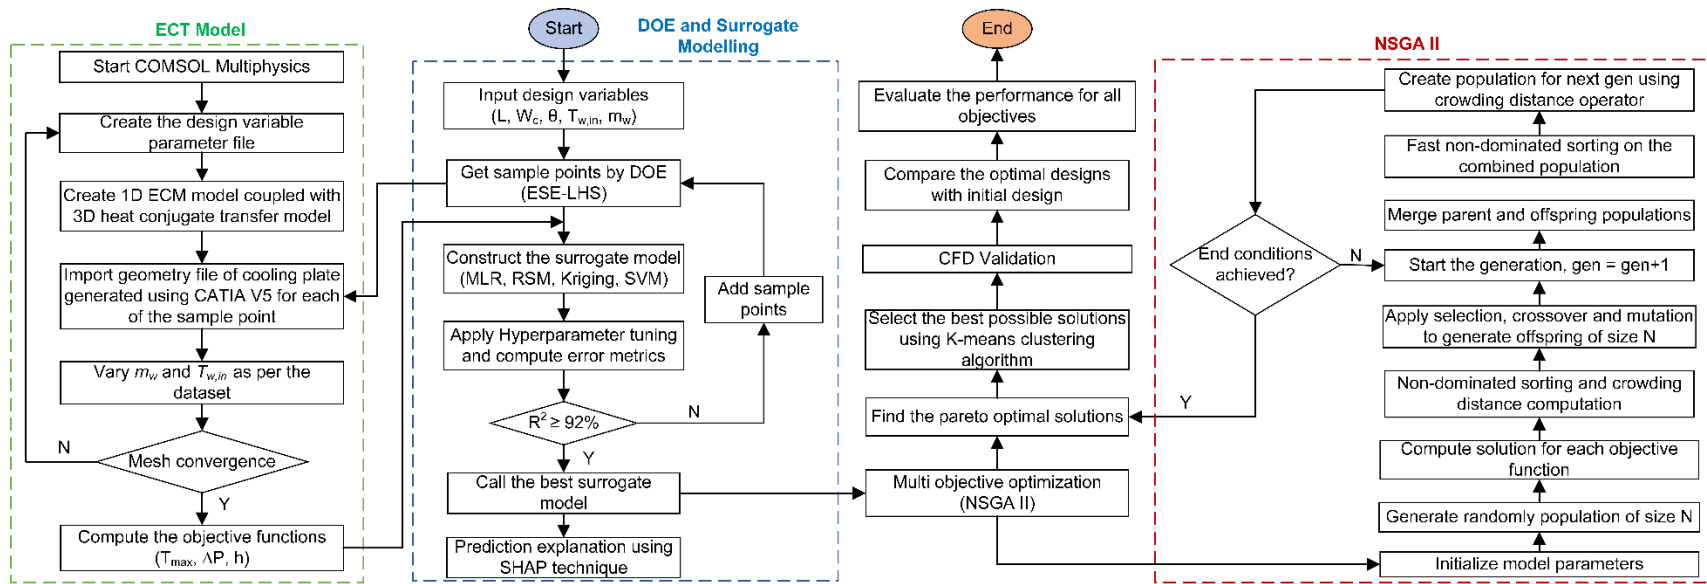 ECT Model
Start COMSOL Multiphysics
Create the design variable
parameter file
Create 1D ECM model coupled with
3D heat conjugate transfer model
Import geometry file of cooling plate
generated using CATIA V5 for each
of the sample point
Vary m_w and T_w,in as per the
dataset
N
Mesh convergence
Y
Compute the objective functions
(T_max, ΔP, h)
Start
DOE and Surrogate
Modelling
Input design variables
(L, W_c, θ, T_w,in, m_w)
Get sample points by DOE
(ESE-LHS)
Construct the surrogate model
(MLR, RSM, Kriging, SVM)
Add sample
points
Apply Hyperparameter tuning
and compute error metrics
R² ≥ 92%
N
Y
Call the best surrogate
model
Prediction explanation using
SHAP technique
End
Evaluate the performance for all
objectives
Compare the optimal designs
with initial design
CFD Validation
Select the best possible solutions
using K-means clustering
algorithm
Find the pareto optimal solutions
Multi objective optimization
(NSGA II)
NSGA II
Create population for next gen using
crowding distance operator
Fast non-dominated sorting on the
combined population
Merge parent and offspring populations
End conditions
achieved?
N
Y
Start the generation, gen = gen+1
Apply selection, crossover and mutation
to generate offspring of size N
Non-dominated sorting and crowding
distance computation
Compute solution for each objective
function
Generate randomly population of size N
Initialize model parameters